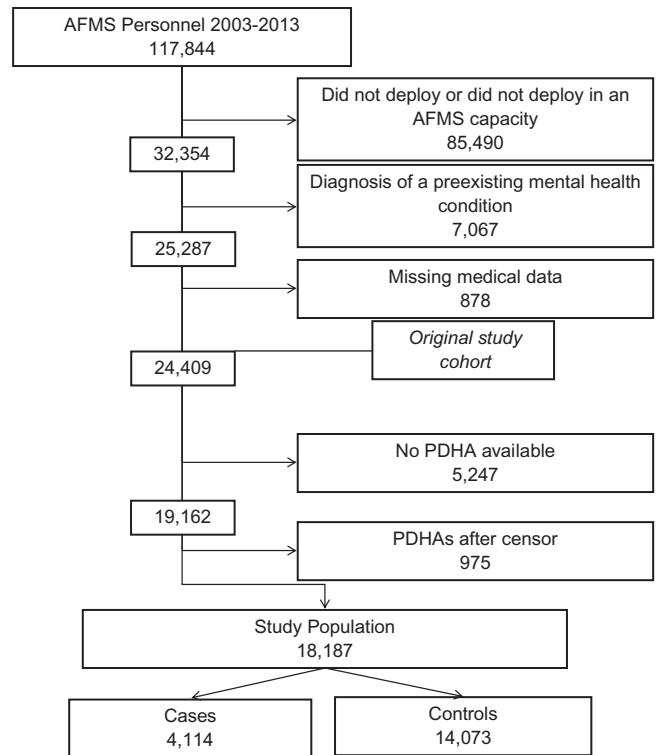 AFMS Personnel 2003-2013
117,844
Did not deploy or did not deploy in an
AFMS capacity
85,490
32,354
Diagnosis of a preexisting mental health
condition
7,067
25,287
Missing medical data
878
Original study
cohort
24,409
No PDHA available
5,247
19,162
PDHAs after censor
975
Study Population
18,187
Cases
4,114
Controls
14,073